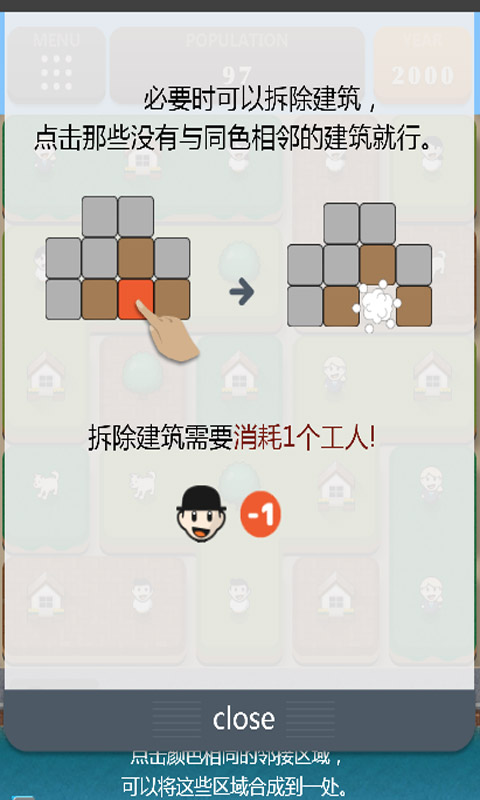 MENU
POPULATION
97
YEAR
2000
必要时可以拆除建筑，
点击那些没有与同色相邻的建筑就行。
拆除建筑需要消耗1个工人!
-1
close
点击颜色相同的邻接区域，
可以将这些区域合成到一处。